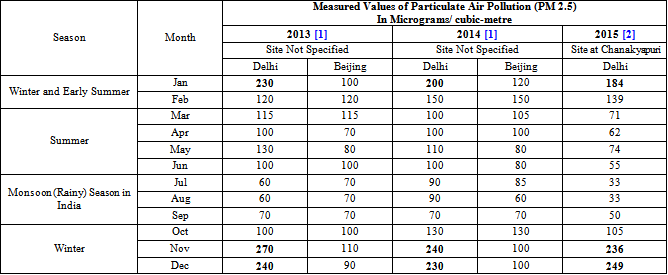 Season Month Measured Values of Particulate Air Pollution (PM 2.5)
In Micrograms/ cubic-metre
2013 [1] 2014 [1] 2015 [2]
Site Not Specified Site Not Specified Site at Chanakyapuri
Delhi Beijing Delhi Beijing Delhi
Winter and Early Summer Jan 230 100 200 120 184
Feb 120 120 150 150 139
Summer Mar 115 115 100 105 71
Apr 100 70 100 100 62
May 130 80 110 80 74
Jun 100 100 100 80 55
Monsoon (Rainy) Season in
India
Jul 60 70 90 85 33
Aug 60 70 90 60 33
Sep 70 70 70 70 50
Winter Oct 100 100 130 130 105
Nov 270 110 240 100 236
Dec 240 90 230 100 249